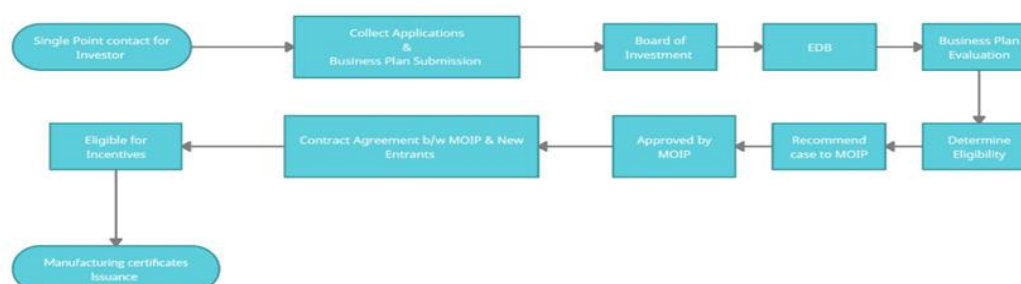 Single Point contact for
Investor
Collect Applications
&
Business Plan Submission
Board of
Investment
EDB
Business Plan
Evaluation
Determine
Eligibility
Recommend
case to MOIP
Approved by
MOIP
Contract Agreement b/w MOIP & New
Entrants
Eligible for
Incentives
Manufacturing certificates
Issuance